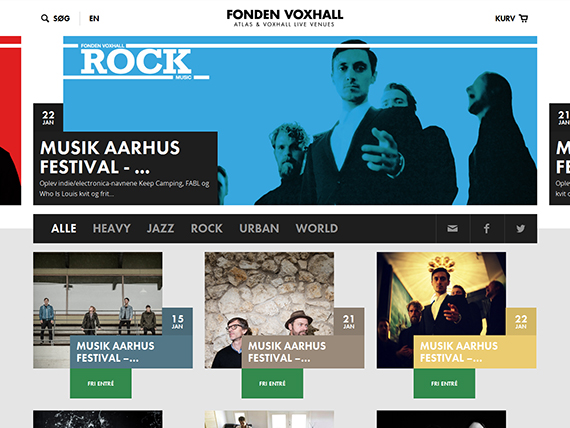 SØG
EN
FONDEN VOXHALL
ATLAS & VOXHALL LIVE VENUES
KURV
FONDEN VOXHALL
ROCK
MUSIC
22
JAN
MUSIK AARHUS
FESTIVAL - ...
Oplev indie/electronica-navnene Keep Camping, FABL og
Who Is Louis kvit og frit...
21
JAN
ALLE HEAVY JAZZ ROCK URBAN WORLD
15
JAN
MUSIK AARHUS
FESTIVAL –...
FRI ENTRÉ
21
JAN
MUSIK AARHUS
FESTIVAL –...
FRI ENTRÉ
22
JAN
MUSIK AARHUS
FESTIVAL –...
FRI ENTRÉ